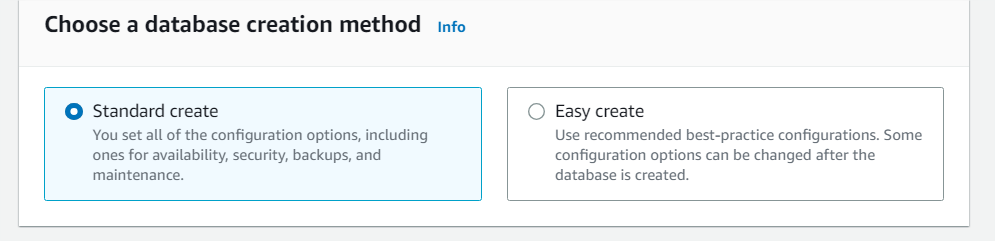 Choose a database creation method Info
Standard create
You set all of the configuration options, including
ones for availability, security, backups, and
maintenance.
Easy create
Use recommended best-practice configurations. Some
configuration options can be changed after the
database is created.